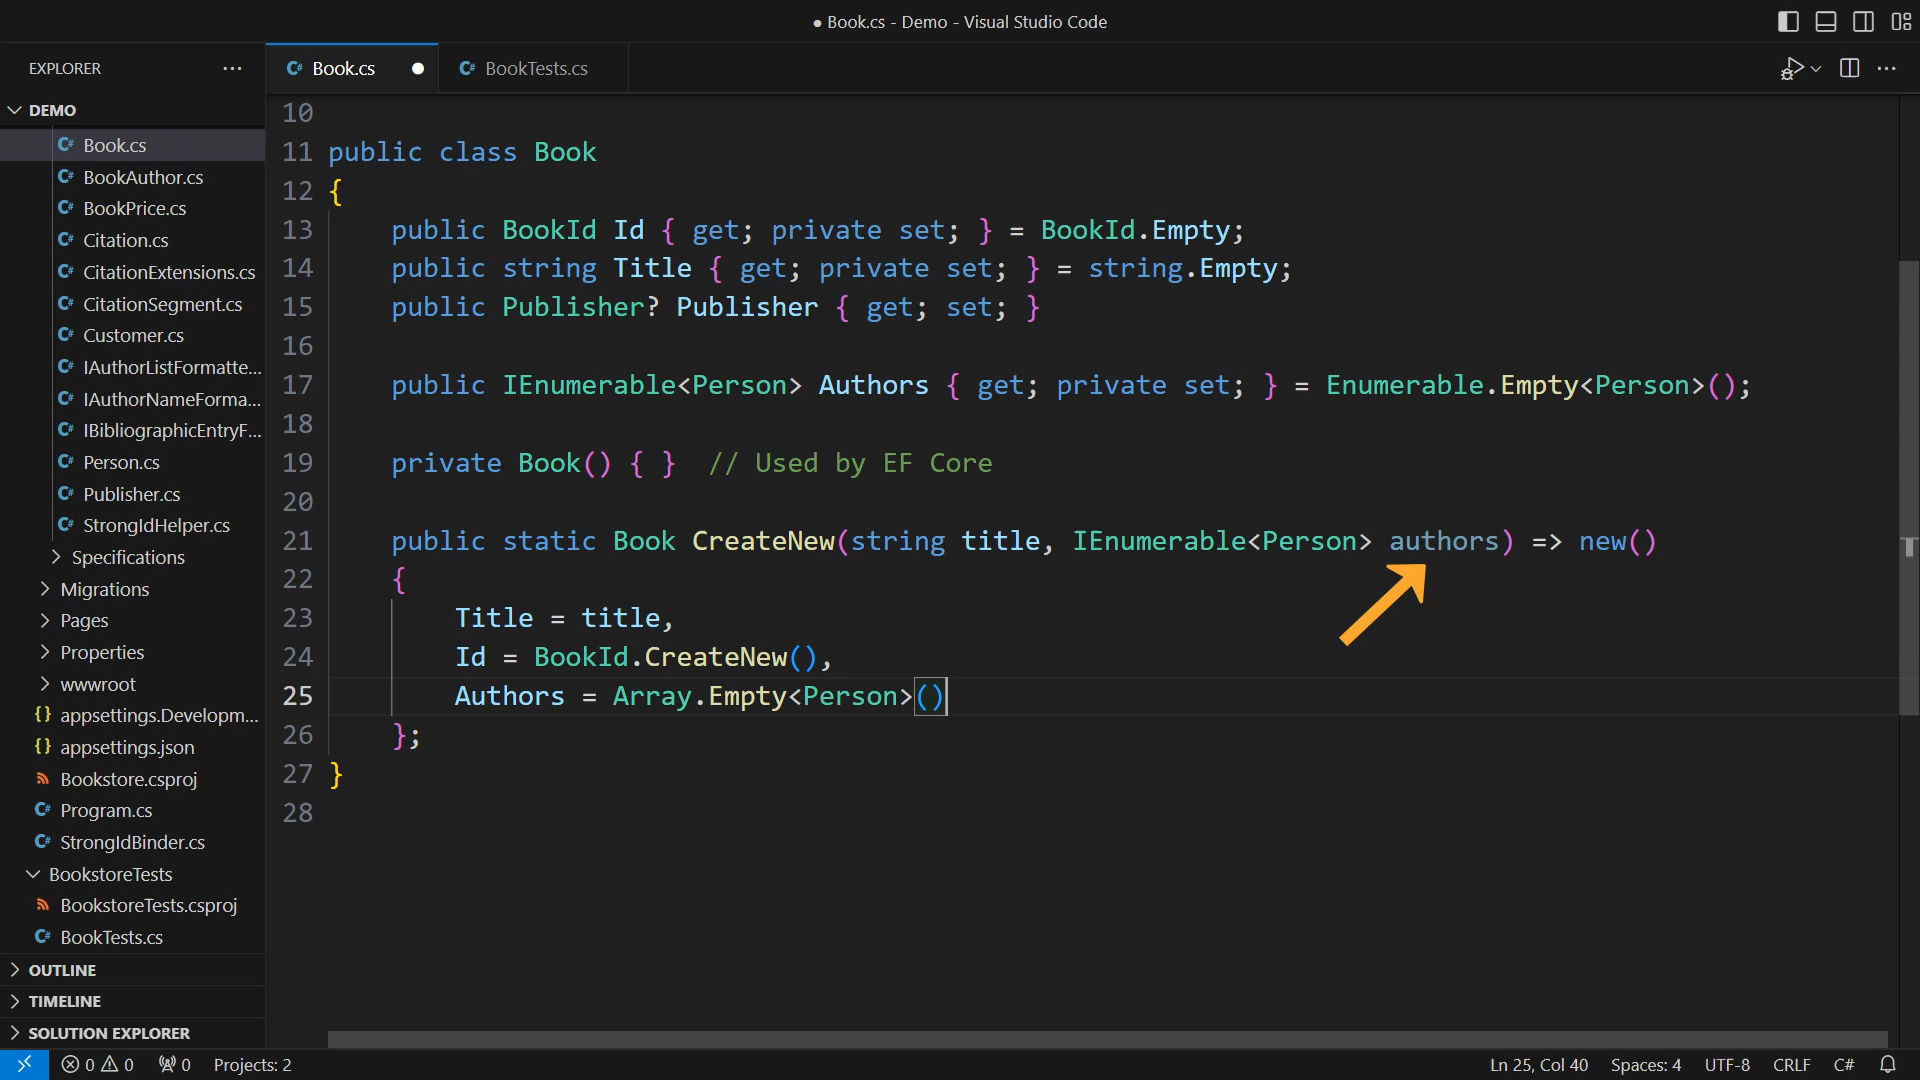 ● Book.cs - Demo - Visual Studio Code
EXPLORER
Book.cs
BookTests.cs
DEMO
Book.cs
BookAuthor.cs
BookPrice.cs
Citation.cs
CitationExtensions.cs
CitationSegment.cs
Customer.cs
IAuthorListFormatte...
IAuthorNameForma...
IBibliographicEntryF...
Person.cs
Publisher.cs
StrongIdHelper.cs
Specifications
Migrations
Pages
Properties
wwwroot
appsettings.Developm...
appsettings.json
Bookstore.csproj
Program.cs
StrongIdBinder.cs
BookstoreTests
BookstoreTests.csproj
BookTests.cs
OUTLINE
TIMELINE
SOLUTION EXPLORER
10
11 public class Book
12 {
13     public BookId Id { get; private set; } = BookId.Empty;
14     public string Title { get; private set; } = string.Empty;
15     public Publisher? Publisher { get; set; }
16
17     public IEnumerable<Person> Authors { get; private set; } = Enumerable.Empty<Person>();
18
19     private Book() { }  // Used by EF Core
20
21     public static Book CreateNew(string title, IEnumerable<Person> authors) => new()
22     {
23         Title = title,
24         Id = BookId.CreateNew(),
25         Authors = Array.Empty<Person>()
26     };
27 }
28
0 0 0 Projects: 2 Ln 25, Col 40 Spaces: 4 UTF-8 CRLF C#